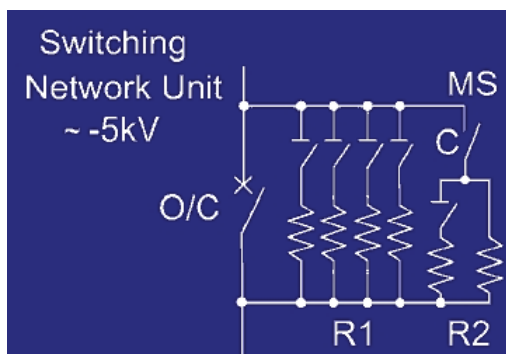 Switching
Network Unit
~ -5kV
MS
C
O/C
R1
R2